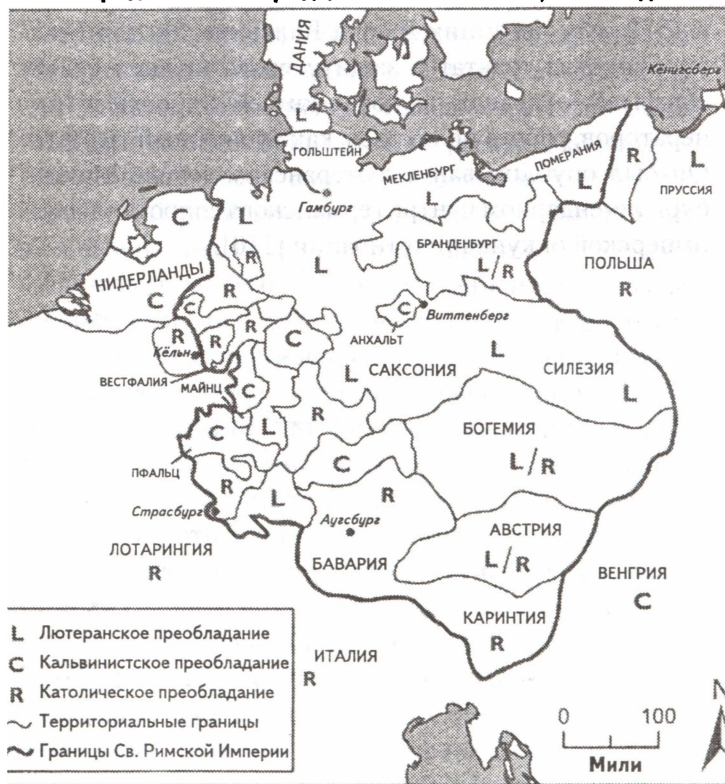 ДАНИЯ
L
Кёнигсберг
ГОЛЬШТЕЙН
МЕКЛЕНБУРГ
L
ПОМЕРАНИЯ
L
R
L
ПРУССИЯ
Гамбург
C
L
НИДЕРЛАНДЫ
C
R
R
L
БРАНДЕНБУРГ
L/R
ПОЛЬША
R
C
R
R
R
C
C
АНХАЛЬТ
Виттенберг
Кёльн
ВЕСТФАЛИЯ
МАЙНЦ
C
L
САКСОНИЯ
L
СИЛЕЗИЯ
L
C
ПФАЛЬЦ
L
R
C
БОГЕМИЯ
L/R
R
Страсбург
L
R
Аугсбург
БАВАРИЯ
АВСТРИЯ
L/R
ЛОТАРИНГИЯ
R
ВЕНГРИЯ
C
КАРИНТИЯ
R
ИТАЛИЯ
R
L Лютеранское преобладание
C Кальвинистское преобладание
R Католическое преобладание
Территориальные границы
Границы Св. Римской Империи
N
0 100
Мили